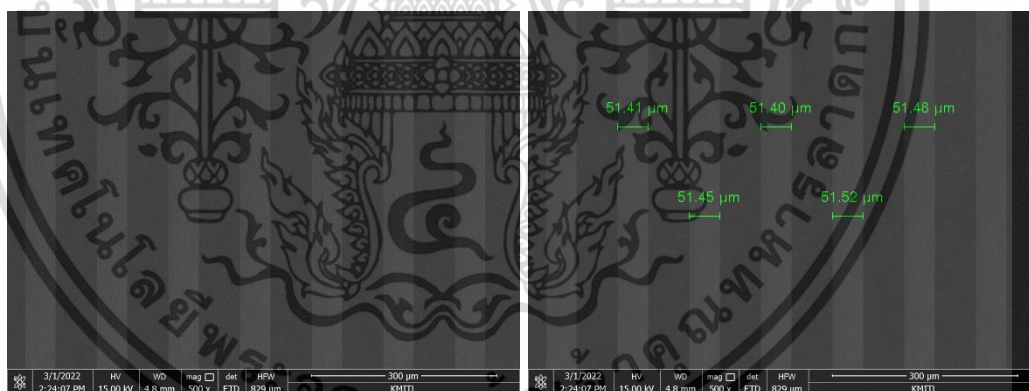 51.41 µm
51.40 µm
51.48 µm
51.45 µm
51.52 µm
3/1/2022
2:24:07 PM
HV
15.00 kV
WD
4.8 mm
mag
500 x
det
ETD
HFW
829 µm
300 µm
KMITL
3/1/2022
2:24:07 PM
HV
15.00 kV
WD
4.8 mm
mag
500 x
det
ETD
HFW
829 µm
300 µm
KMITL